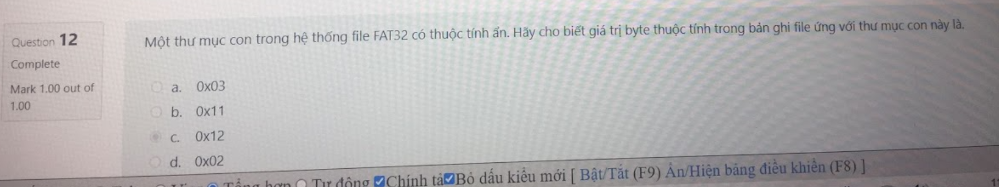 Question 12
Complete
Mark 1.00 out of
1.00
Một thư mục con trong hệ thống file FAT32 có thuộc tính ẩn. Hãy cho biết giá trị byte thuộc tính trong bản ghi file ứng với thư mục con này là.
a. 0x03
b. 0x11
c. 0x12
d. 0x02
Tổng hợp Tự động Chính tả Bỏ dấu kiểu mới [ Bật/Tắt (F9) Ẩn/Hiện bảng điều khiển (F8) ]